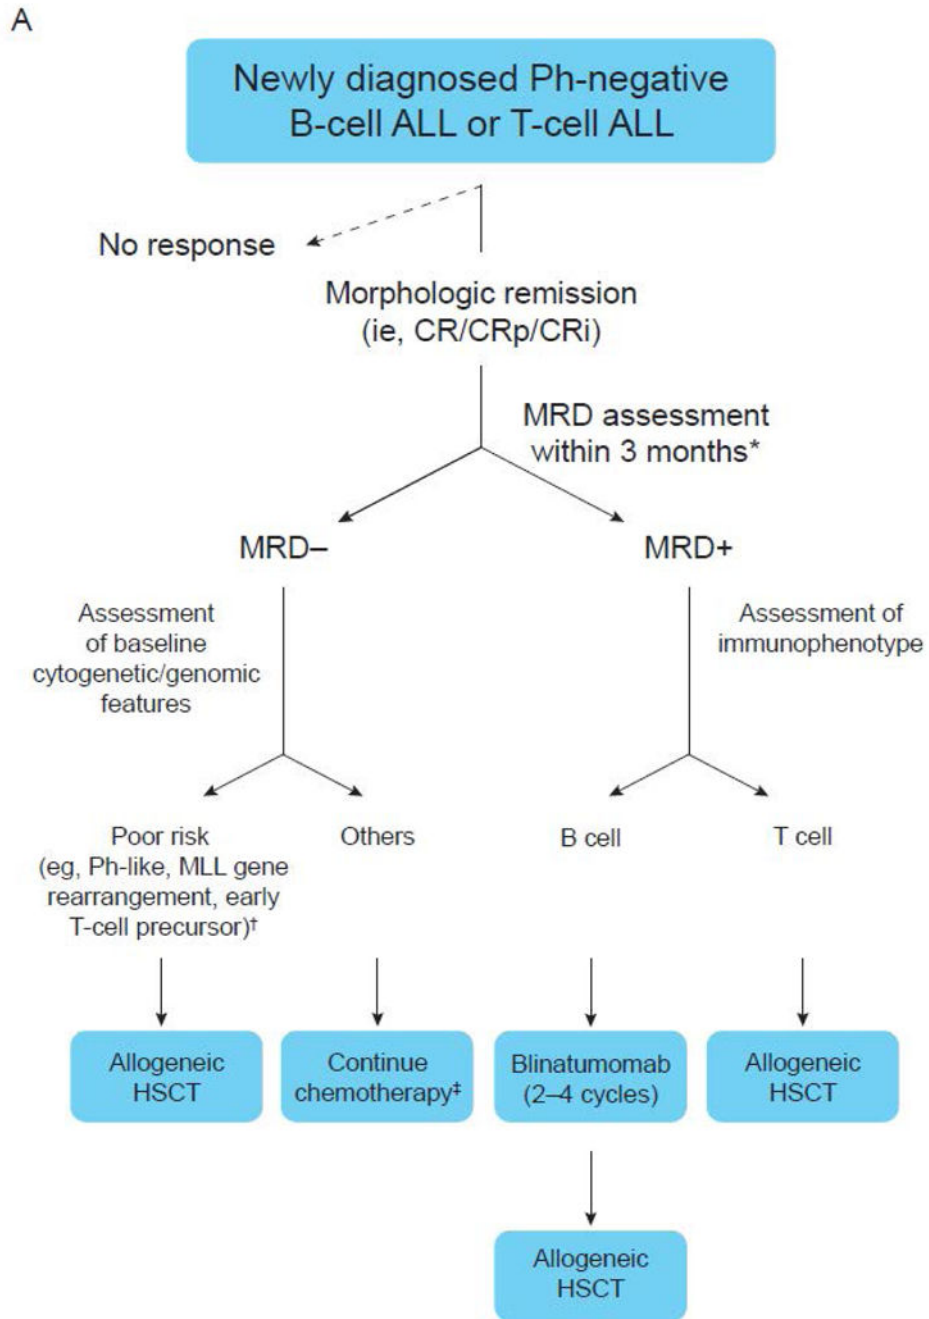 A
Newly diagnosed Ph-negative
B-cell ALL or T-cell ALL
No response
Morphologic remission
(ie, CR/CRp/CRi)
MRD assessment
within 3 months*
MRD–
MRD+
Assessment
of baseline
cytogenetic/genomic
features
Assessment of
immunophenotype
Poor risk
(eg, Ph-like, MLL gene
rearrangement, early
T-cell precursor)†
Others
B cell
T cell
Allogeneic
HSCT
Continue
chemotherapy‡
Blinatumomab
(2–4 cycles)
Allogeneic
HSCT
Allogeneic
HSCT